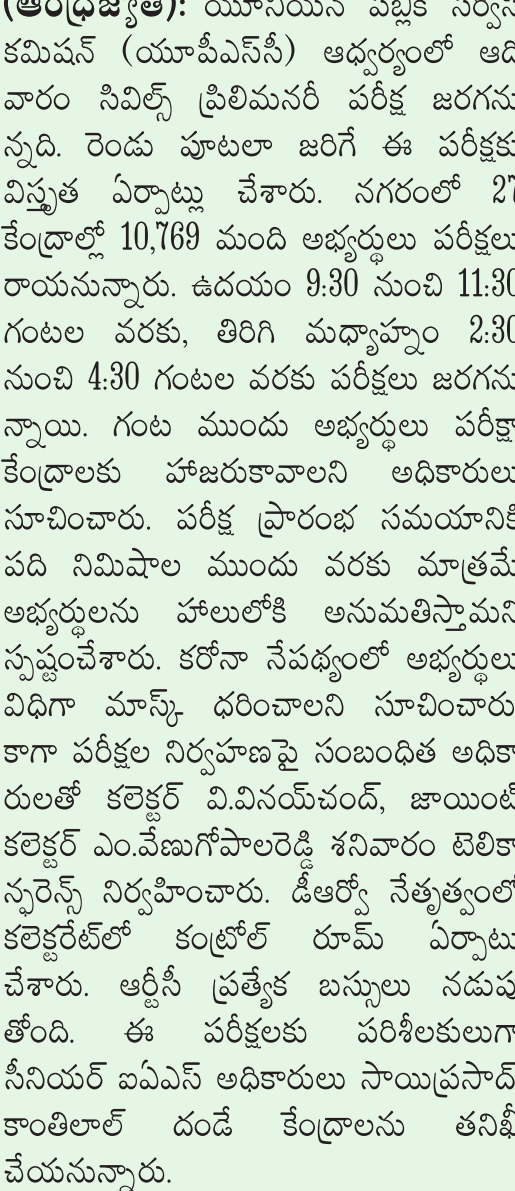 (ఆంధ్రజ్యోతి): యూనియన్ పబ్లిక్ సర్వీస్
కమిషన్ (యూపీఎస్‌సీ) ఆధ్వర్యంలో ఆది
వారం సివిల్స్ ప్రిలిమనరీ పరీక్ష జరగను
న్నది. రెండు పూటలా జరిగే ఈ పరీక్షకు
విస్తృత ఏర్పాట్లు చేశారు. నగరంలో 27
కేంద్రాల్లో 10,769 మంది అభ్యర్థులు పరీక్షలు
రాయనున్నారు. ఉదయం 9:30 నుంచి 11:30
గంటల వరకు, తిరిగి మధ్యాహ్నం 2:30
నుంచి 4:30 గంటల వరకు పరీక్షలు జరగను
న్నాయి. గంట ముందు అభ్యర్థులు పరీక్షా
కేంద్రాలకు హాజరుకావాలని అధికారులు
సూచించారు. పరీక్ష ప్రారంభ సమయానికి
పది నిమిషాల ముందు వరకు మాత్రమే
అభ్యర్థులను హాలులోకి అనుమతిస్తామని
స్పష్టంచేశారు. కరోనా నేపథ్యంలో అభ్యర్థులు
విధిగా మాస్క్ ధరించాలని సూచించారు
కాగా పరీక్షల నిర్వహణపై సంబంధిత అధికా
రులతో కలెక్టర్ వి.వినయ్‌చంద్, జాయింట్
కలెక్టర్ ఎం.వేణుగోపాలరెడ్డి శనివారం టెలికా
న్ఫరెన్స్ నిర్వహించారు. డీఆర్వో నేతృత్వంలో
కలెక్టరేట్‌లో కంట్రోల్ రూమ్ ఏర్పాటు
చేశారు. ఆర్టీసీ ప్రత్యేక బస్సులు నడుపు
తోంది. ఈ పరీక్షలకు పరిశీలకులుగా
సీనియర్ ఐఏఎస్ అధికారులు సాయిప్రసాద్
కాంతిలాల్ దండే కేంద్రాలను తనిఖీ
చేయనున్నారు.